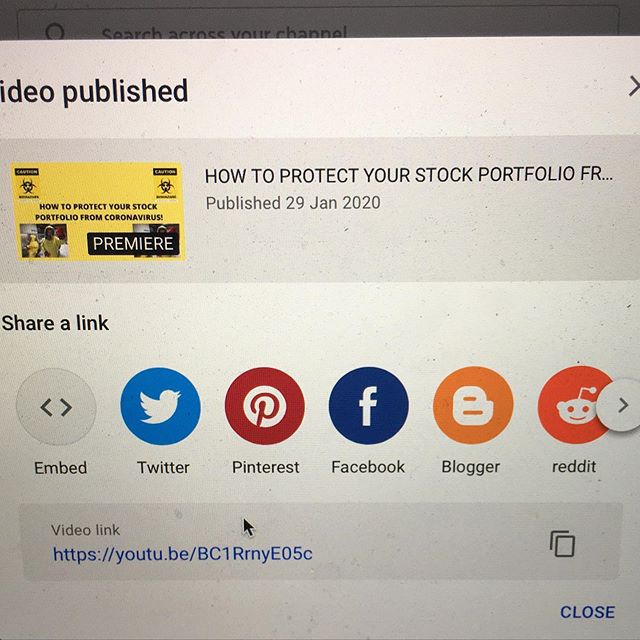 Search across your channel
ideo published
CAUTION
CAUTION
BIOHAZARD
BIOHAZARD
HOW TO PROTECT YOUR STOCK
PORTFOLIO FROM CORONAVIRUS!
PREMIERE
HOW TO PROTECT YOUR STOCK PORTFOLIO FR...
Published 29 Jan 2020
Share a link
Embed
Twitter
Pinterest
Facebook
Blogger
reddit
Video link
https://youtu.be/BC1RrnyE05c
CLOSE